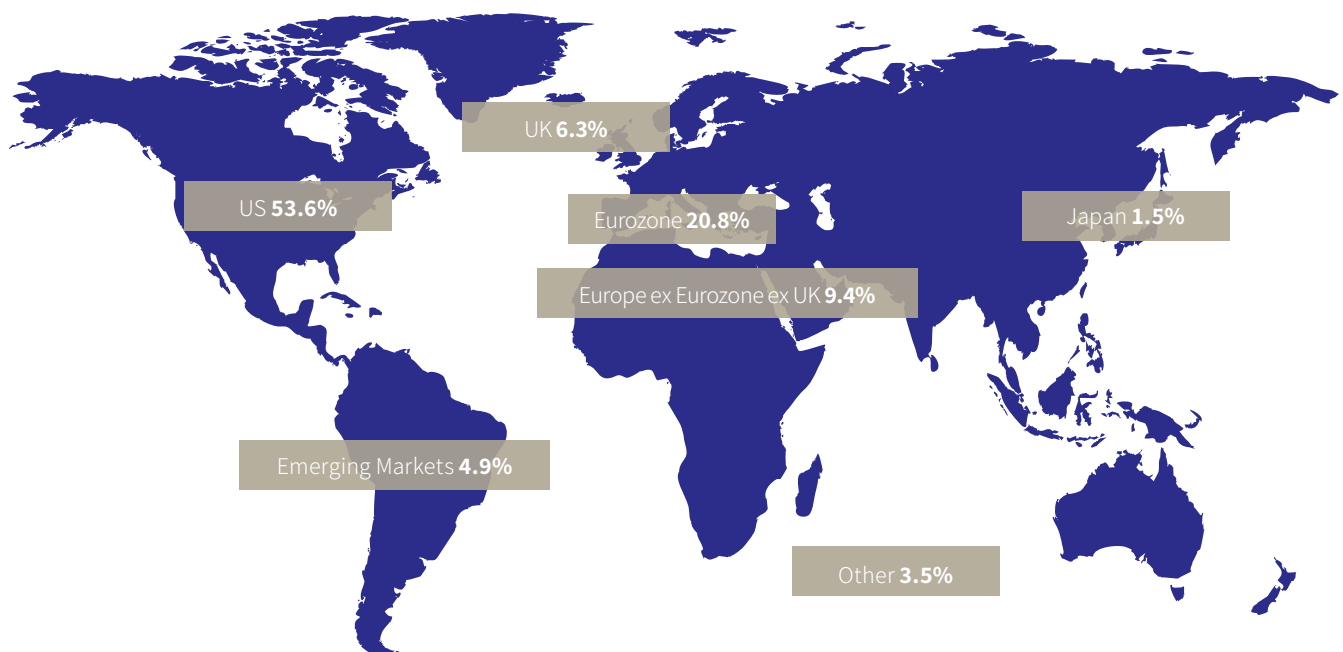 UK 6.3%
US 53.6%
Eurozone 20.8%
Japan 1.5%
Europe ex Eurozone ex UK 9.4%
Emerging Markets 4.9%
Other 3.5%